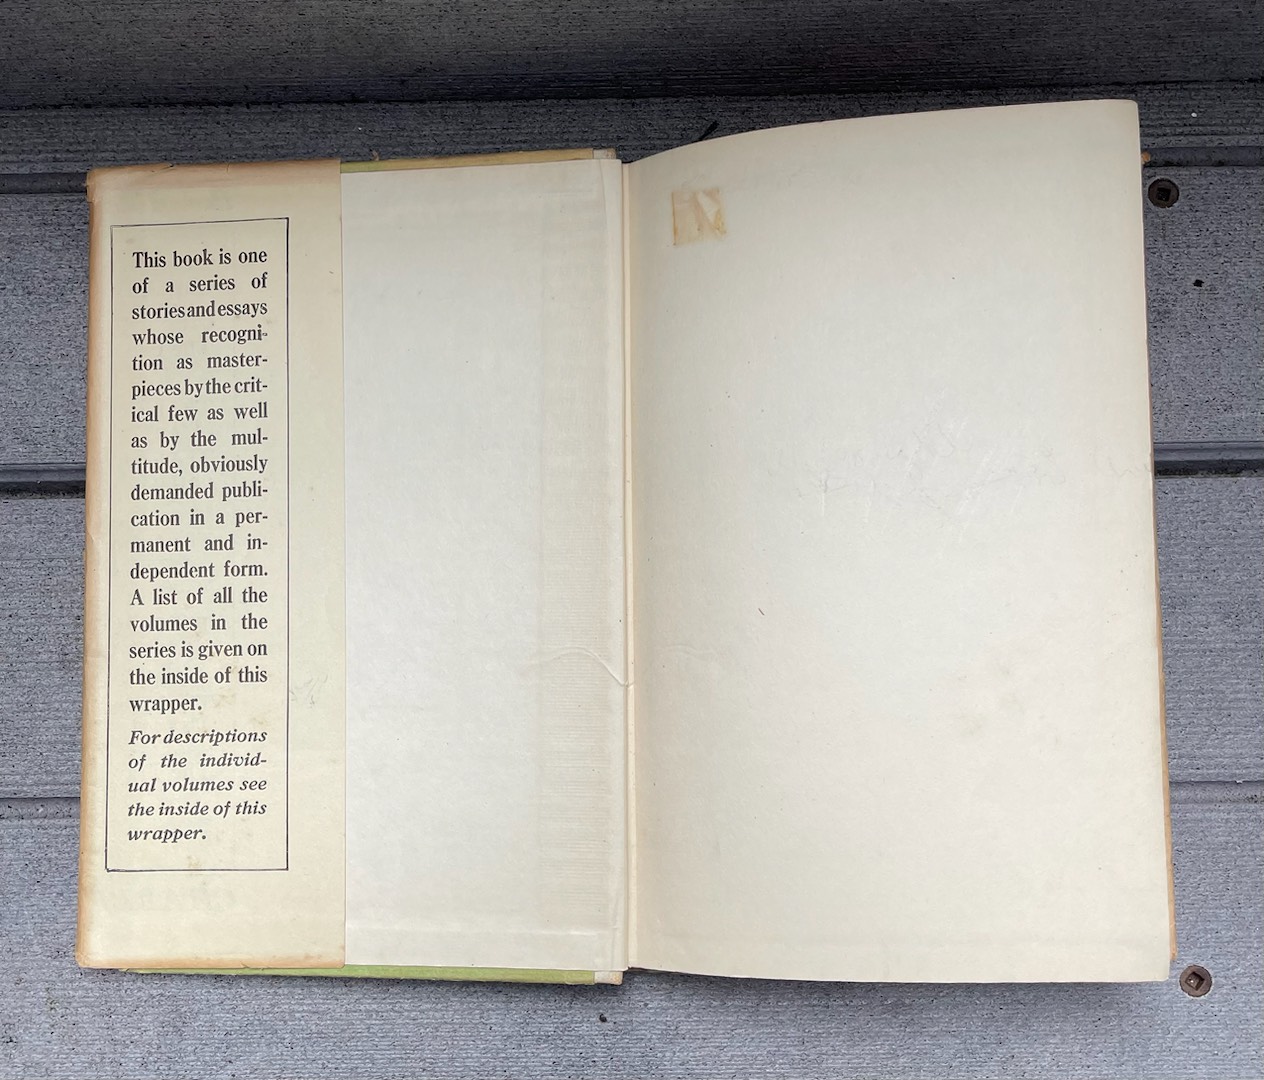 This book is one
of a series of
stories and essays
whose recogni-
tion as master-
pieces by the crit-
ical few as well
as by the mul-
titude, obviously
demanded publi-
cation in a per-
manent and in-
dependent form.
A list of all the
volumes in the
series is given on
the inside of this
wrapper.
For descriptions
of the individ-
ual volumes see
the inside of this
wrapper.